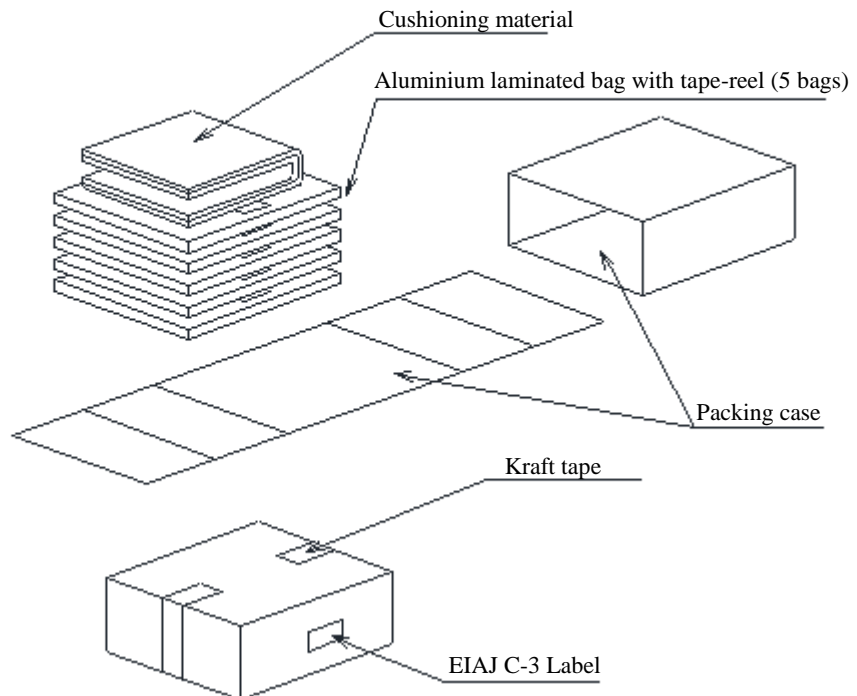 Cushioning material
Aluminium laminated bag with tape-reel (5 bags)
Packing case
Kraft tape
EIAJ C-3 Label